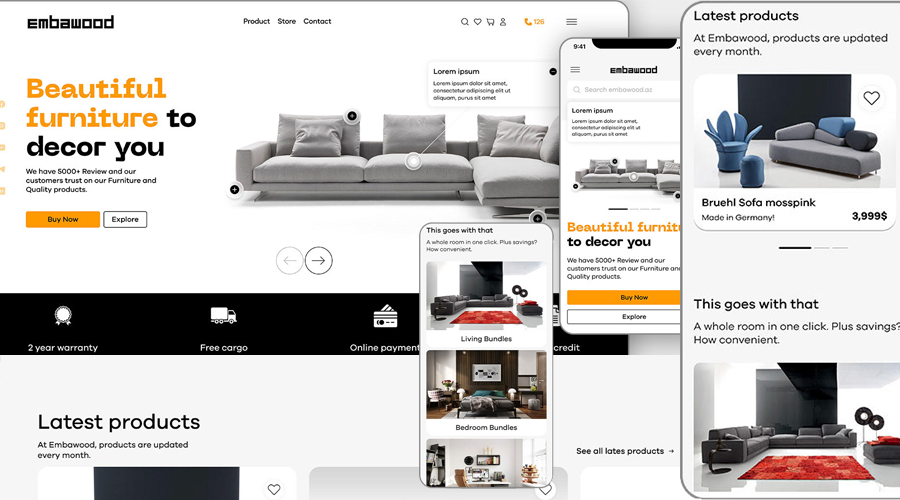 embawood
Product Store Contact
126
Beautiful
furniture to
decor you
We have 5000+ Review and our
customers trust on our Furniture and
Quality products.
Buy Now
Explore
Lorem ipsum
Lorem ipsum dolor sit amet,
consectetur adipiscing elit ut
aliquam, purus sit amet
2 year warranty
Free cargo
Online payment
credit
Latest products
At Embawood, products are updated
every month.
See all lates products →
This goes with that
A whole room in one click. Plus savings?
How convenient.
Living Bundles
Bedroom Bundles
9:41
embawood
Search embawood.az
Lorem ipsum
Lorem ipsum dolor sit amet,
consectetur adipiscing elit ut
aliquam, purus sit amet
Beautiful
to decor you
We have 5000+ Review and our
customers trust on our Furniture and
Quality products.
Buy Now
Explore
Latest products
At Embawood, products are updated
every month.
Bruehl Sofa mosspink
Made in Germany!
3,999$
This goes with that
A whole room in one click. Plus savings?
How convenient.